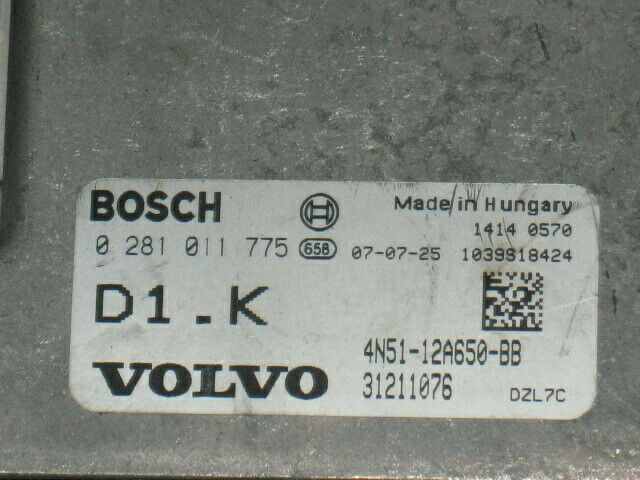 BOSCH Made in Hungary
1414 0570
0 281 011 775 658 07-07-25 1039S18424
D1.K
4N51-12A650-BB
VOLVO 31211076 DZL7C